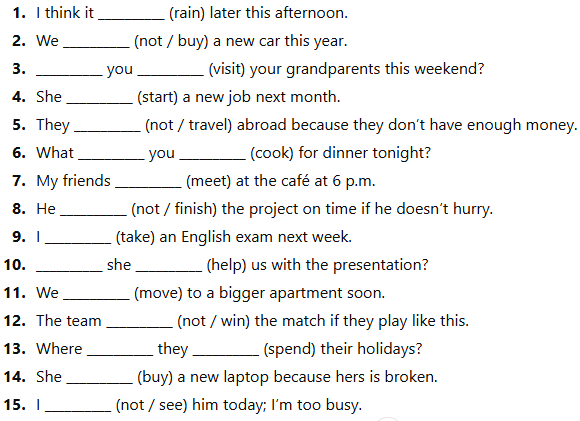 1. I think it ________ (rain) later this afternoon.
2. We ________ (not / buy) a new car this year.
3. ________ you ________ (visit) your grandparents this weekend?
4. She ________ (start) a new job next month.
5. They ________ (not / travel) abroad because they don't have enough money.
6. What ________ you ________ (cook) for dinner tonight?
7. My friends ________ (meet) at the café at 6 p.m.
8. He ________ (not / finish) the project on time if he doesn't hurry.
9. I ________ (take) an English exam next week.
10. ________ she ________ (help) us with the presentation?
11. We ________ (move) to a bigger apartment soon.
12. The team ________ (not / win) the match if they play like this.
13. Where ________ they ________ (spend) their holidays?
14. She ________ (buy) a new laptop because hers is broken.
15. I ________ (not / see) him today; I'm too busy.